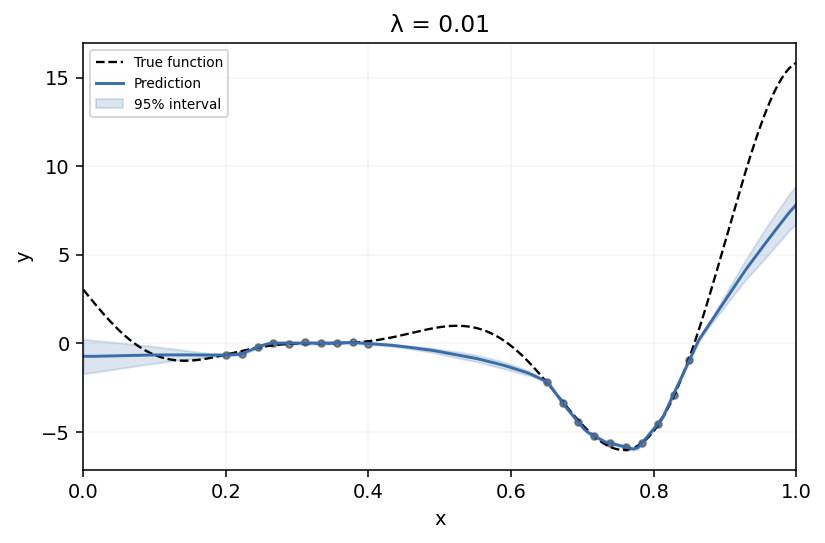 λ = 0.01
True function
Prediction
95% interval
15
10
5
0
−5
y
0.0 0.2 0.4 0.6 0.8 1.0
x